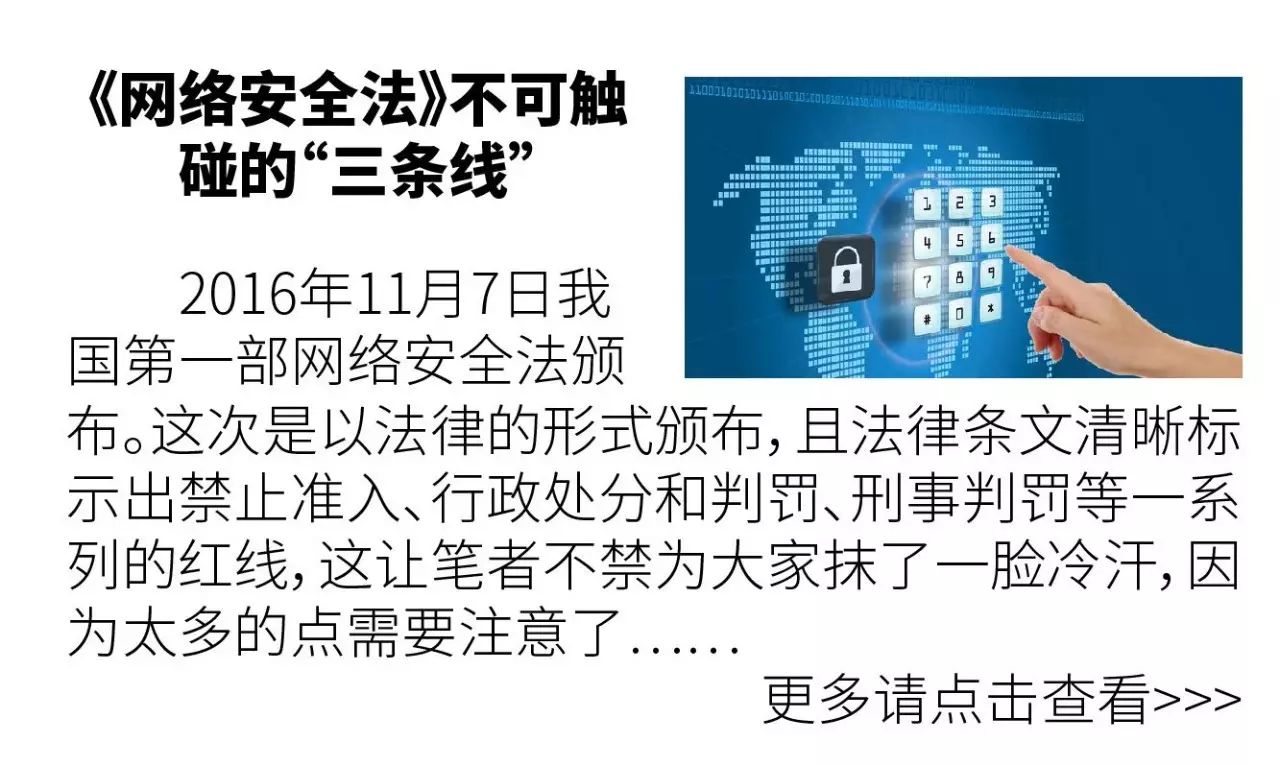 《网络安全法》不可触
碰的“三条线”
2016年11月7日我
国第一部网络安全法颁
布。这次是以法律的形式颁布，且法律条文清晰标
示出禁止准入、行政处分和判罚、刑事判罚等一系
列的红线，这让笔者不禁为大家抹了一脸冷汗，因
为太多的点需要注意了……
更多请点击查看>>>
1 2 3
4 5 6
7 8 9
# 0 *